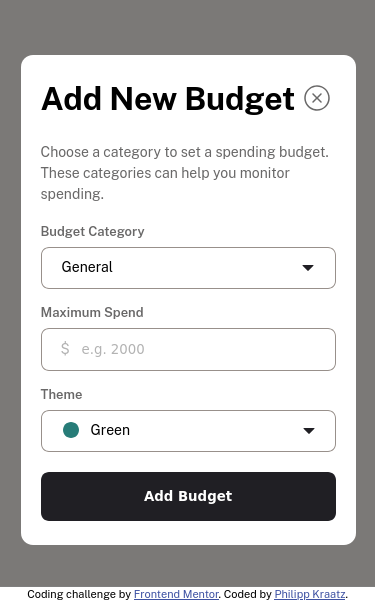 Add New Budget
Choose a category to set a spending budget.
These categories can help you monitor
spending.
Budget Category
General
Maximum Spend
$ e.g. 2000
Theme
Green
Add Budget
Coding challenge by Frontend Mentor. Coded by Philipp Kraatz.